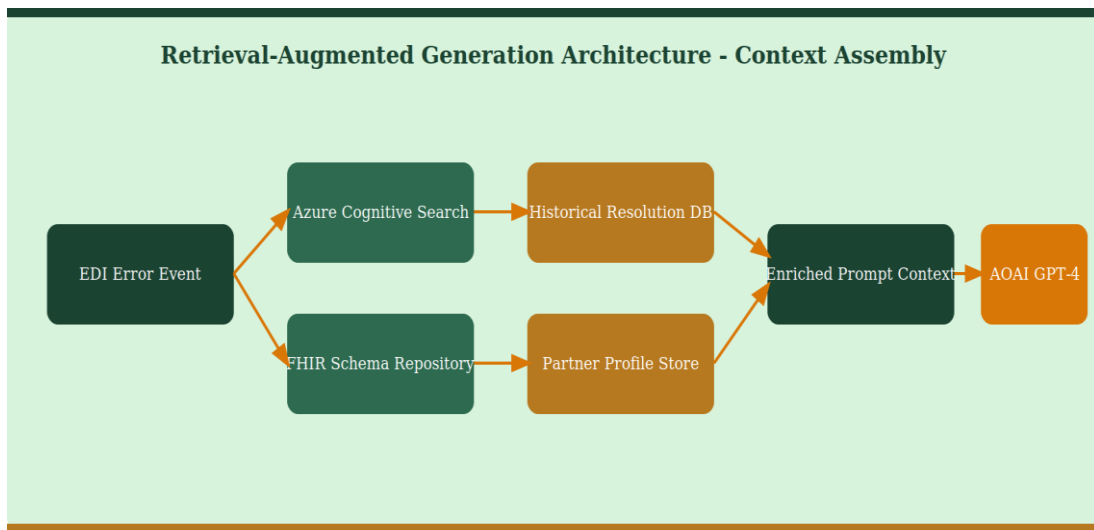 Retrieval-Augmented Generation Architecture - Context Assembly
EDI Error Event
Azure Cognitive Search
Historical Resolution DB
FHIR Schema Repository
Partner Profile Store
Enriched Prompt Context
AOAI GPT-4